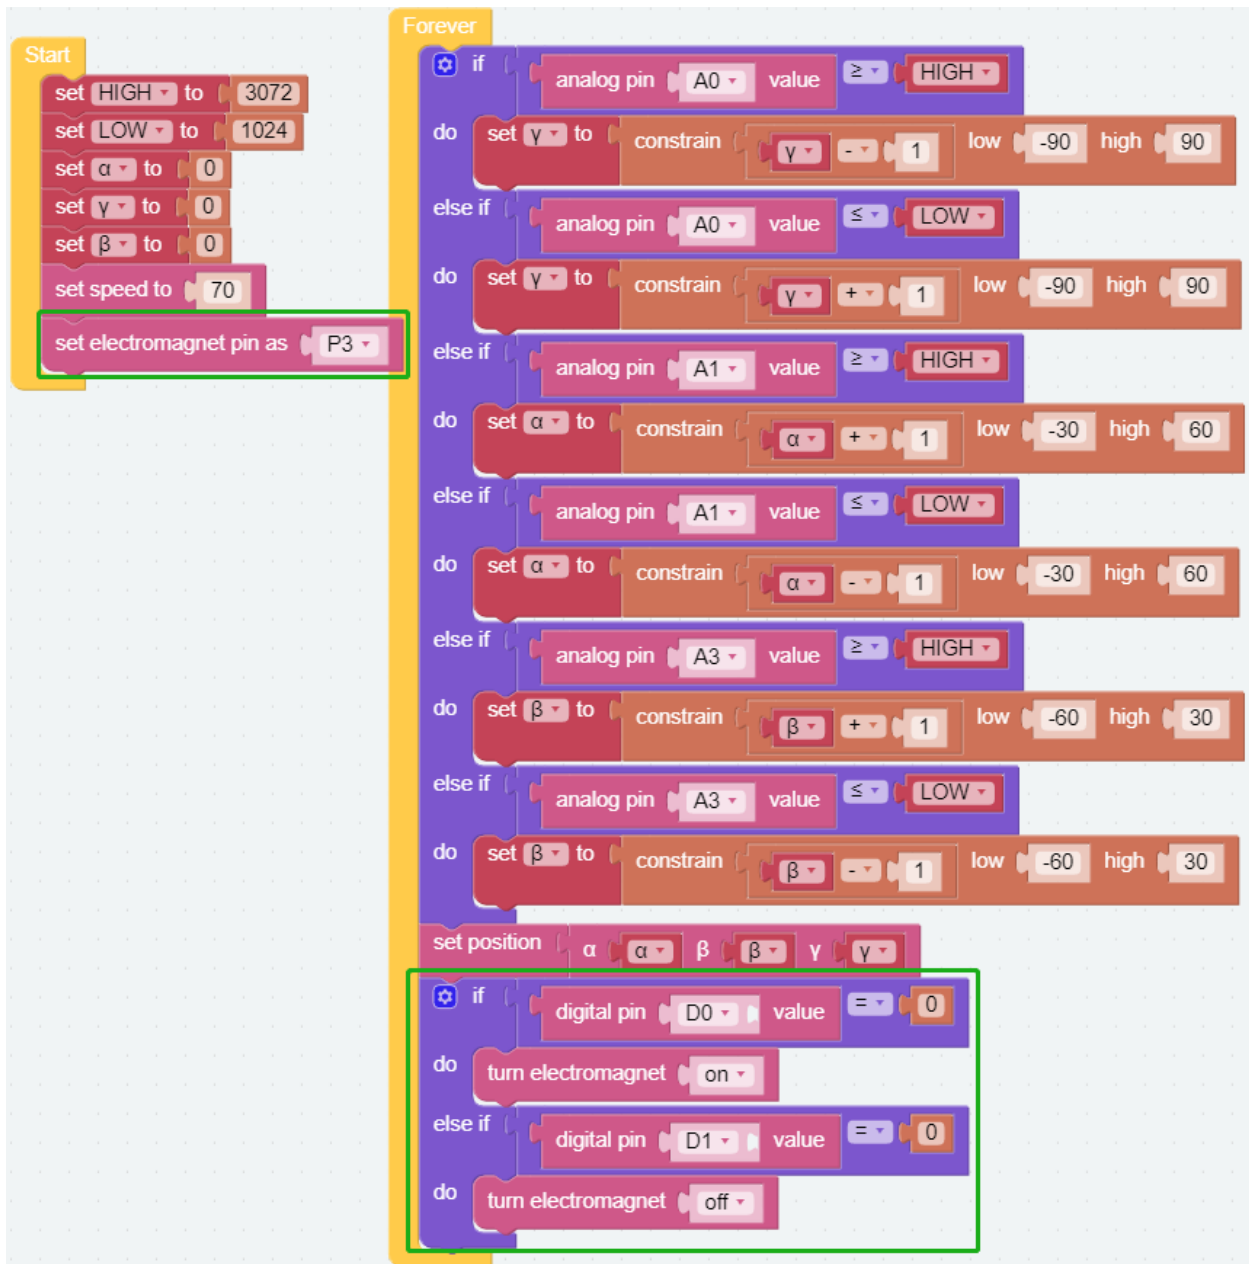 Start
set HIGH to 3072
set LOW to 1024
set α to 0
set γ to 0
set β to 0
set speed to 70
set electromagnet pin as P3
Forever
if analog pin A0 value ≥ HIGH
do set γ to constrain γ - 1 low -90 high 90
else if analog pin A0 value ≤ LOW
do set γ to constrain γ + 1 low -90 high 90
else if analog pin A1 value ≥ HIGH
do set α to constrain α + 1 low -30 high 60
else if analog pin A1 value ≤ LOW
do set α to constrain α - 1 low -30 high 60
else if analog pin A3 value ≥ HIGH
do set β to constrain β + 1 low -60 high 30
else if analog pin A3 value ≤ LOW
do set β to constrain β - 1 low -60 high 30
set position α α β β γ γ
if digital pin D0 value = 0
do turn electromagnet on
else if digital pin D1 value = 0
do turn electromagnet off